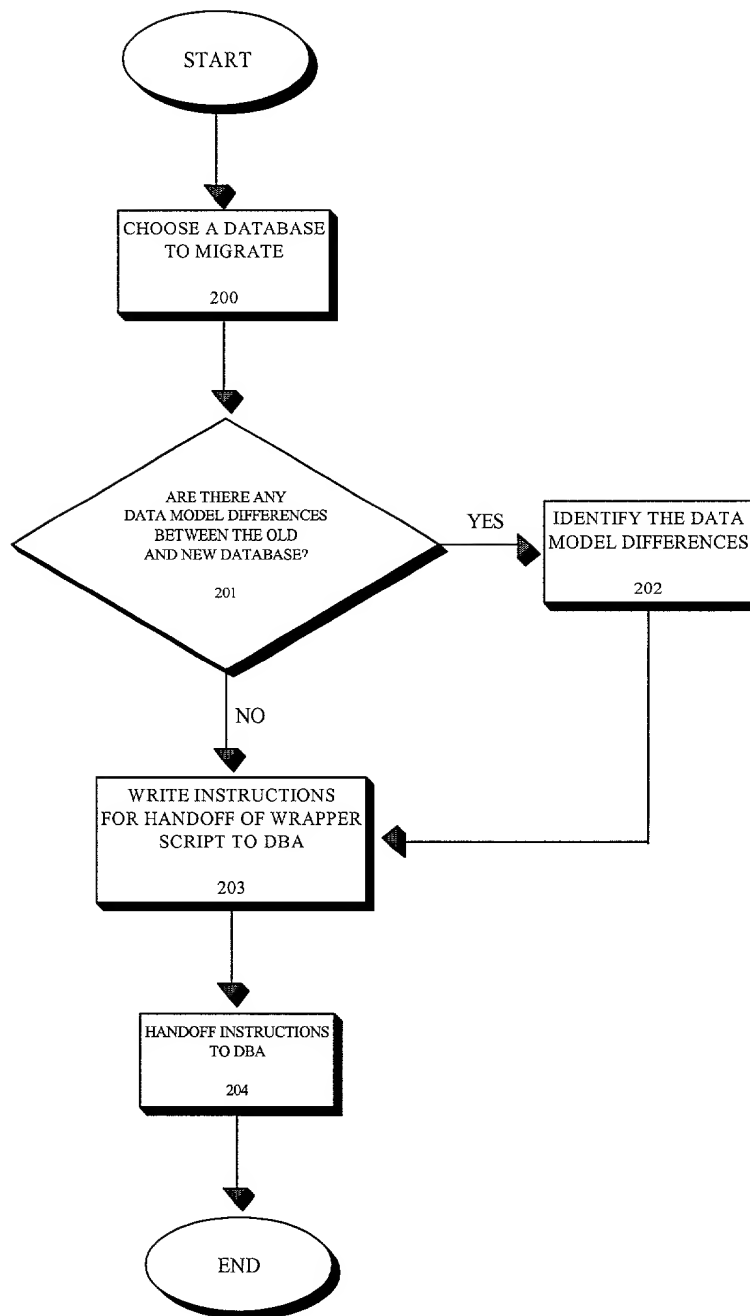 START
CHOOSE A DATABASE
TO MIGRATE
200
ARE THERE ANY
DATA MODEL DIFFERENCES
BETWEEN THE OLD
AND NEW DATABASE?
201
YES
IDENTIFY THE DATA
MODEL DIFFERENCES
202
NO
WRITE INSTRUCTIONS
FOR HANDOFF OF WRAPPER
SCRIPT TO DBA
203
HANDOFF INSTRUCTIONS
TO DBA
204
END